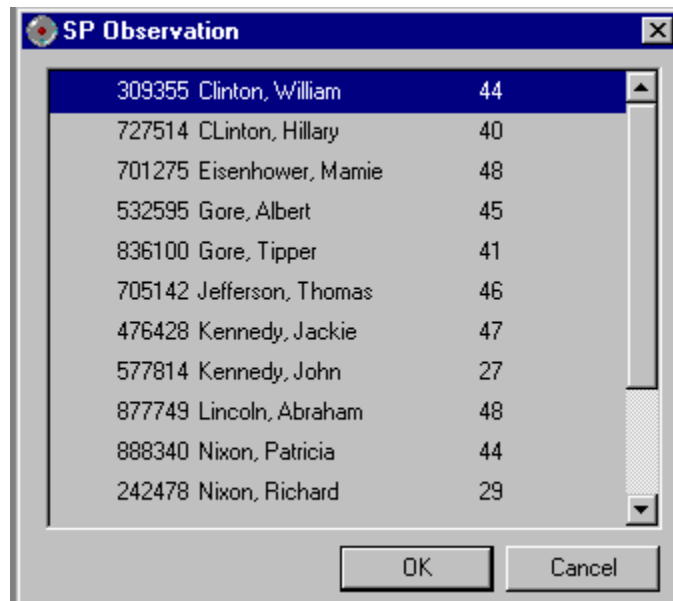 SP Observation
309355 Clinton, William 44
727514 CLinton, Hillary 40
701275 Eisenhower, Mamie 48
532595 Gore, Albert 45
836100 Gore, Tipper 41
705142 Jefferson, Thomas 46
476428 Kennedy, Jackie 47
577814 Kennedy, John 27
877749 Lincoln, Abraham 48
888340 Nixon, Patricia 44
242478 Nixon, Richard 29
OK Cancel